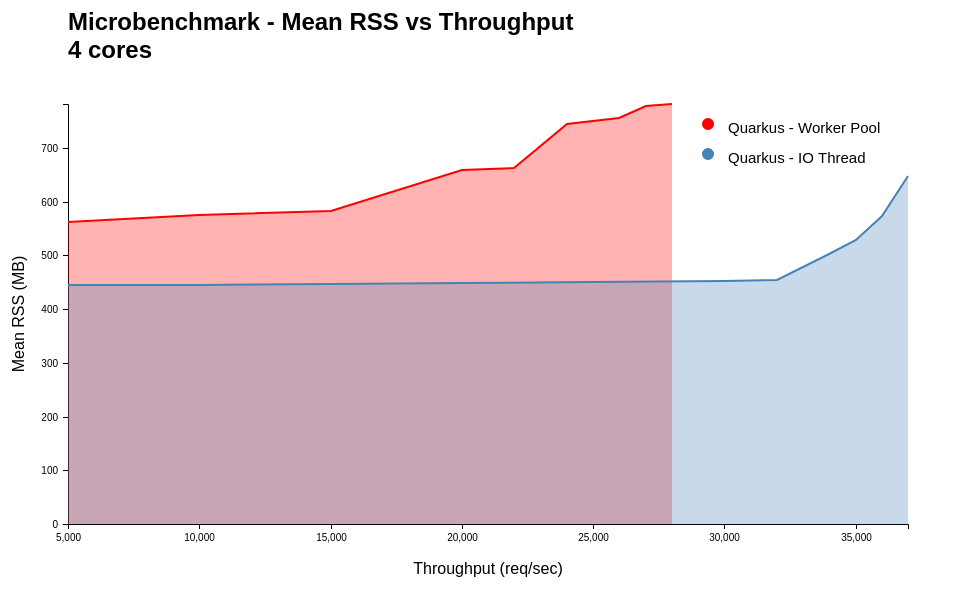 Microbenchmark - Mean RSS vs Throughput
4 cores
Quarkus - Worker Pool
Quarkus - IO Thread
Mean RSS (MB)
700
600
500
400
300
200
100
0
5,000 10,000 15,000 20,000 25,000 30,000 35,000
Throughput (req/sec)